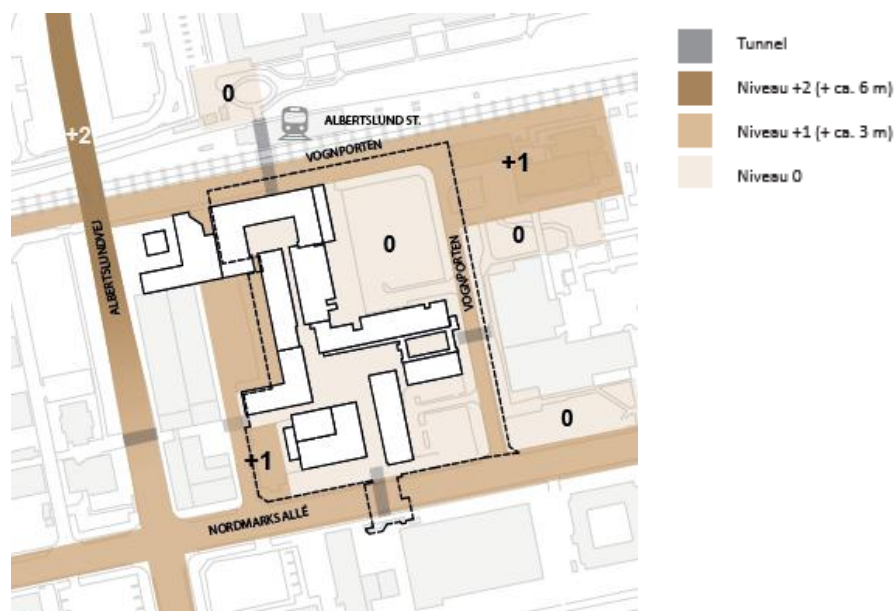 Tunnel
Niveau +2 (+ ca. 6 m)
Niveau +1 (+ ca. 3 m)
Niveau 0
0
ALBERTSLUND ST.
+2
VOGNPORTEN
+1
0
0
ALBERTSLUNDVEJ
VOGNPORTEN
0
+1
NORDMARKS ALLÉ